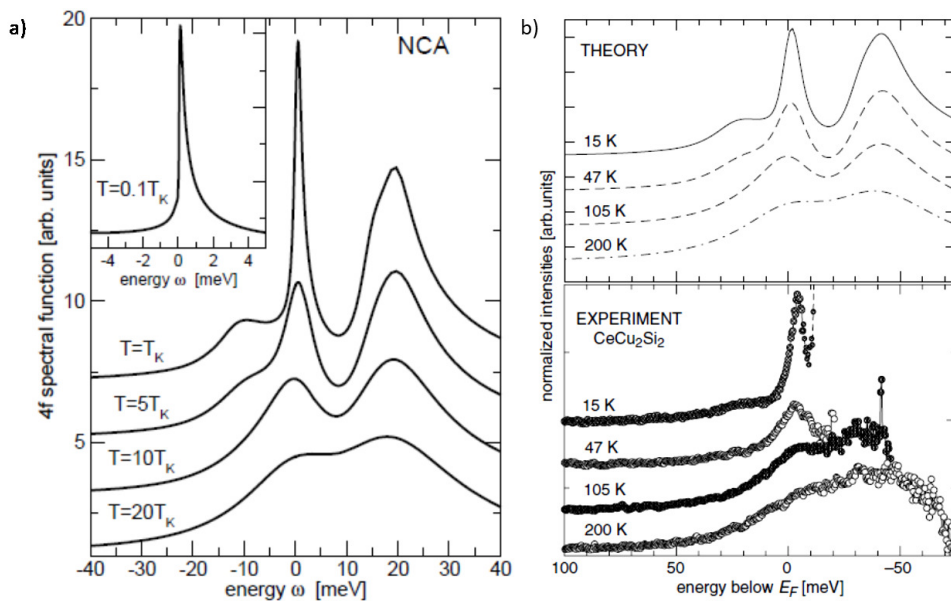 a)
NCA
4f spectral function [arb. units]
20
15
10
5
T=0.1T_K
-4 -2 0 2 4
energy ω [meV]
T=T_K
T=5T_K
T=10T_K
T=20T_K
-40 -30 -20 -10 0 10 20 30 40
energy ω [meV]
b)
THEORY
15 K
47 K
105 K
200 K
normalized intensities [arb.units]
EXPERIMENT
CeCu₂Si₂
15 K
47 K
105 K
200 K
100 50 0 −50
energy below E_F [meV]